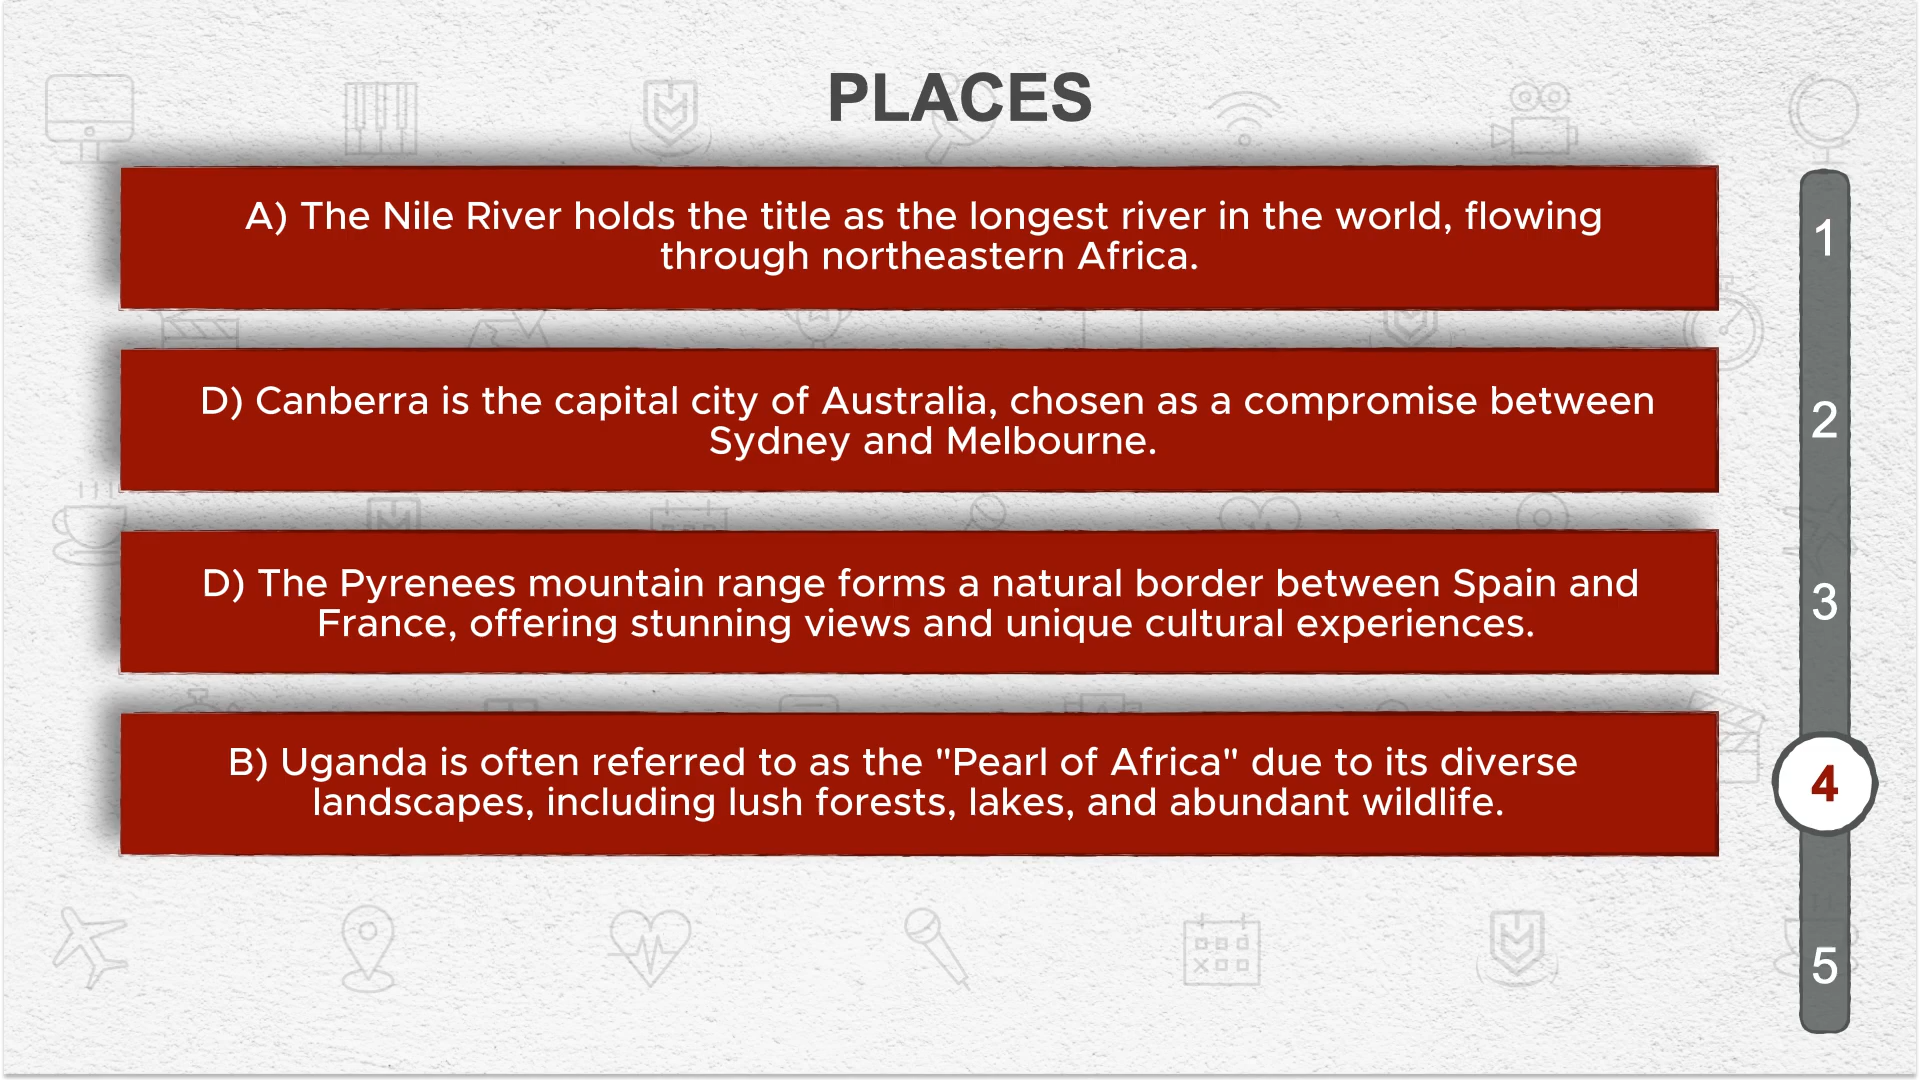 PLACES
A) The Nile River holds the title as the longest river in the world, flowing
through northeastern Africa.
1
D) Canberra is the capital city of Australia, chosen as a compromise between
Sydney and Melbourne.
2
D) The Pyrenees mountain range forms a natural border between Spain and
France, offering stunning views and unique cultural experiences.
3
B) Uganda is often referred to as the "Pearl of Africa" due to its diverse
landscapes, including lush forests, lakes, and abundant wildlife.
4
5